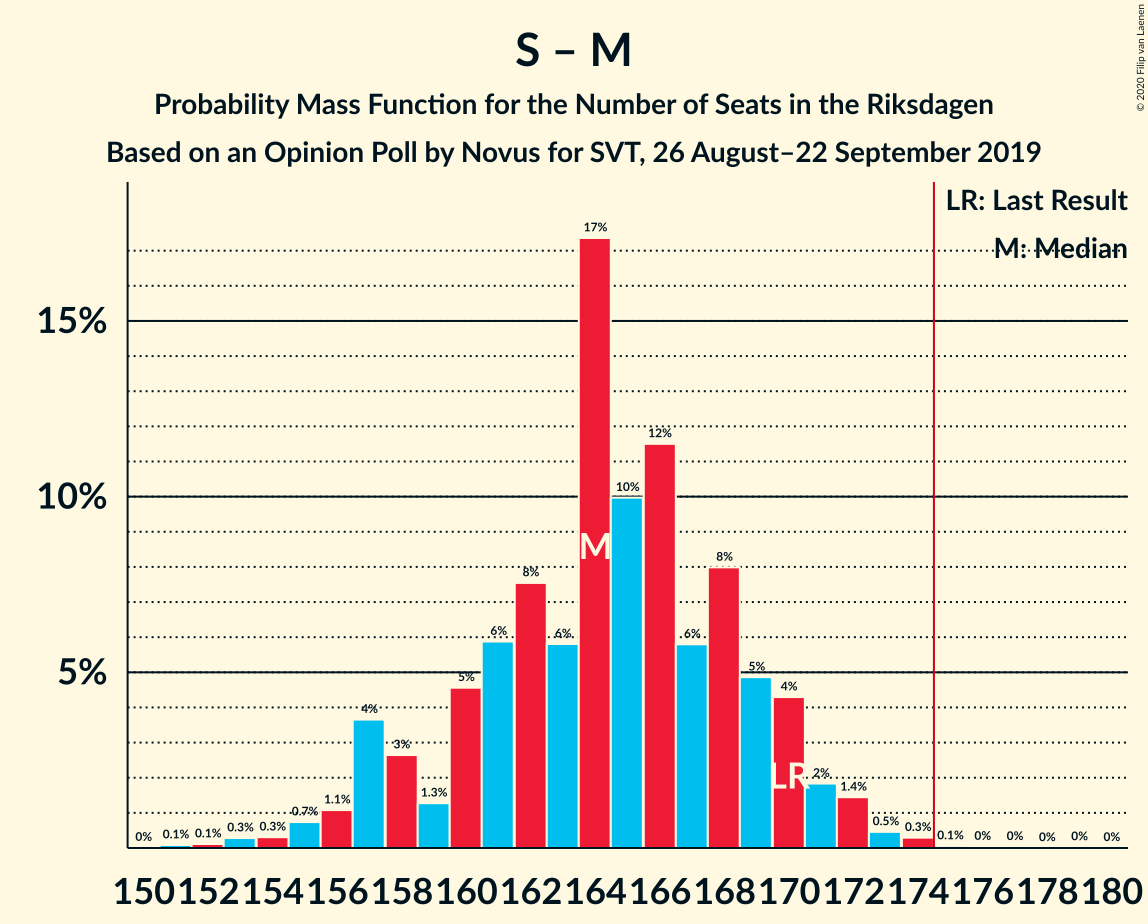 S – M
Probability Mass Function for the Number of Seats in the Riksdagen
Based on an Opinion Poll by Novus for SVT, 26 August–22 September 2019
© 2020 Filip van Laenen
LR: Last Result
M: Median
15%
10%
5%
0% 0.1% 0.1% 0.3% 0.3% 0.7% 1.1% 4% 3% 1.3% 5% 6% 8% 6% 17% 10% 12% 6% 8% 5% 4% 2% 1.4% 0.5% 0.3% 0.1% 0% 0% 0% 0% 0%
M
LR
150 152 154 156 158 160 162 164 166 168 170 172 174 176 178 180